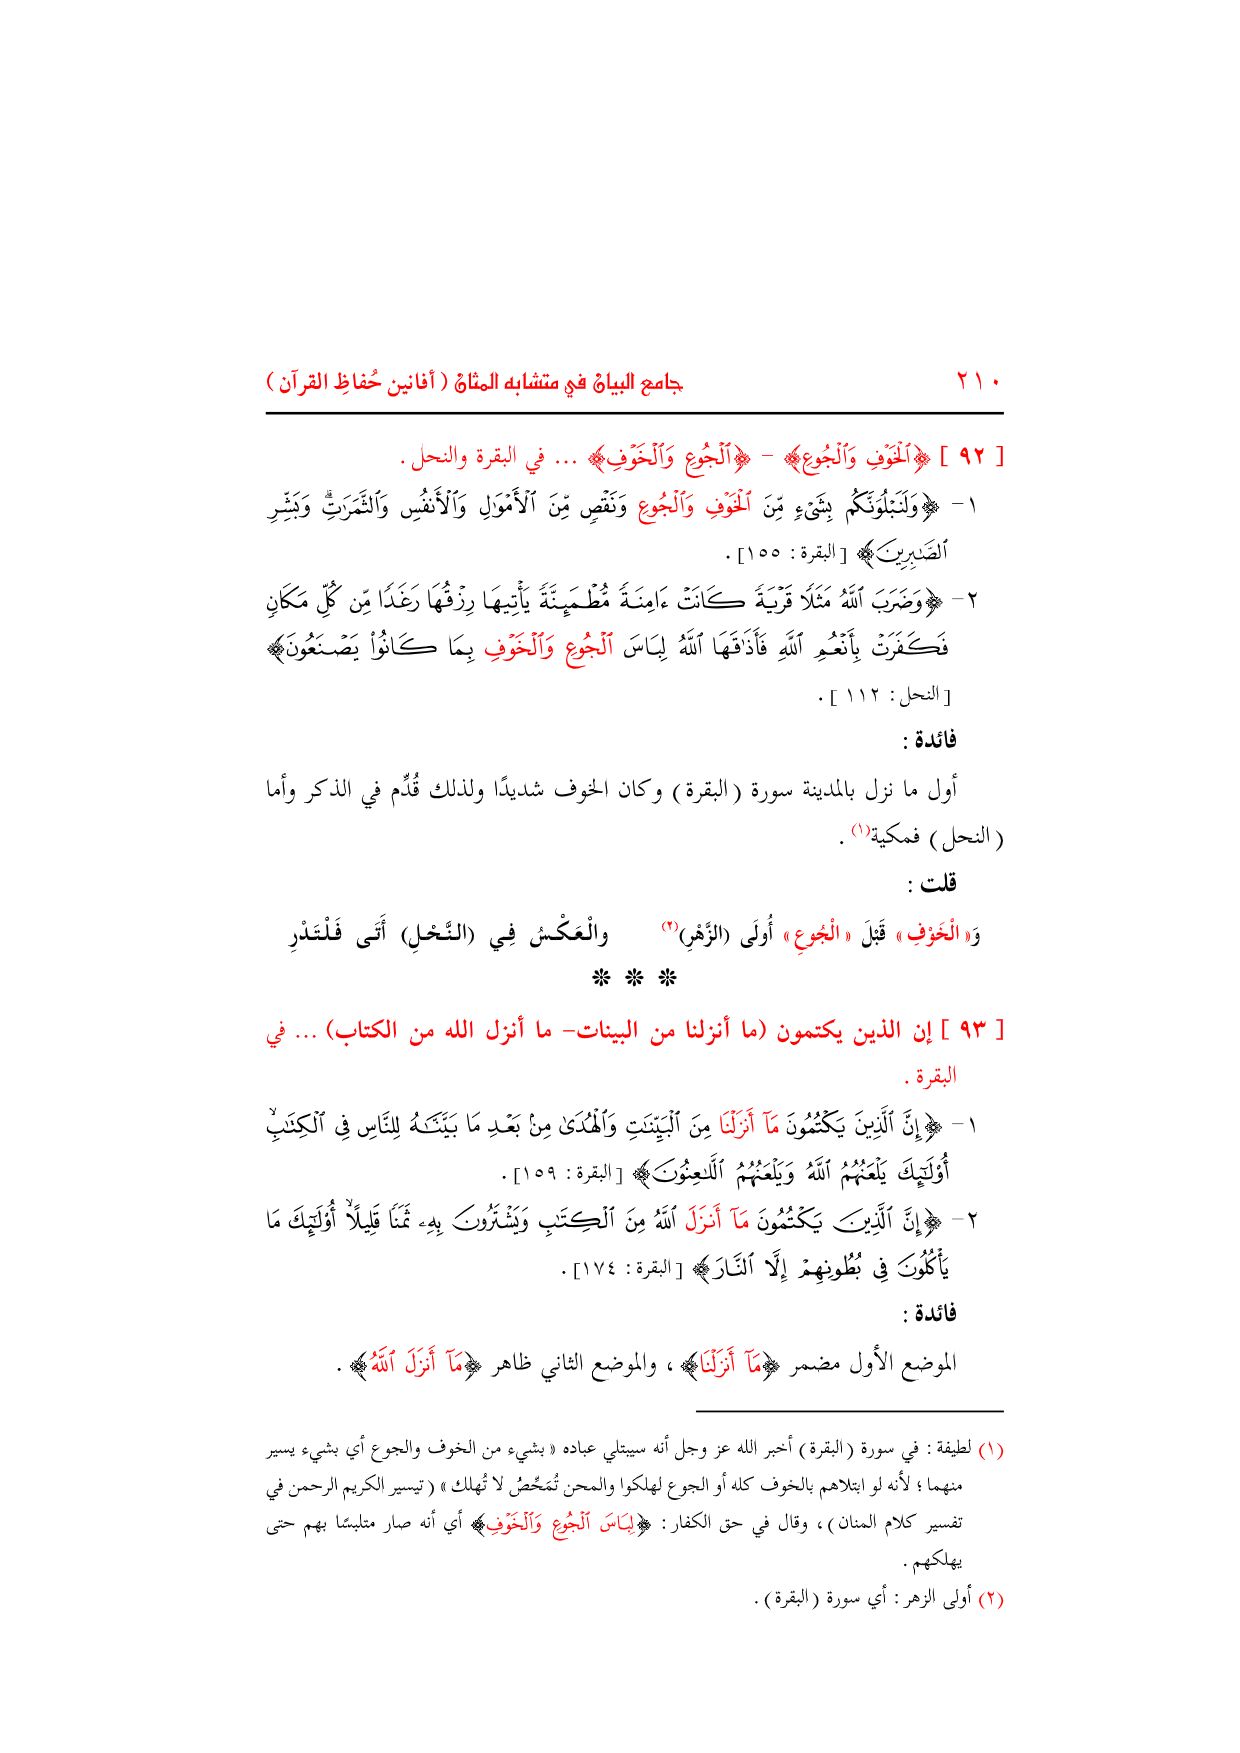 ٢١٠ جامع البيان في متشابه المثان ( أفانين حُفاظِ القرآن )
[ ٩٢ ] ﴿ٱلْخَوْفِ وَٱلْجُوعِ﴾ – ﴿ٱلْجُوعِ وَٱلْخَوْفِ﴾ ... في البقرة والنحل .
١– ﴿وَلَنَبْلُوَنَّكُم بِشَىْءٍ مِّنَ ٱلْخَوْفِ وَٱلْجُوعِ وَنَقْصٍ مِّنَ ٱلْأَمْوَٰلِ وَٱلْأَنفُسِ وَٱلثَّمَرَٰتِ ۗ وَبَشِّرِ
ٱلصَّٰبِرِينَ﴾ [البقرة : ١٥٥] .
٢– ﴿وَضَرَبَ ٱللَّهُ مَثَلًا قَرْيَةً كَانَتْ ءَامِنَةً مُّطْمَئِنَّةً يَأْتِيهَا رِزْقُهَا رَغَدًا مِّن كُلِّ مَكَانٍ
فَكَفَرَتْ بِأَنْعُمِ ٱللَّهِ فَأَذَٰقَهَا ٱللَّهُ لِبَاسَ ٱلْجُوعِ وَٱلْخَوْفِ بِمَا كَانُوا۟ يَصْنَعُونَ﴾
[النحل : ١١٢ ] .
فائدة :
أول ما نزل بالمدينة سورة (البقرة) وكان الخوف شديدًا ولذلك قُدِّم في الذكر وأما
(النحل) فمكية(١) .
قلت :
وَ« الْخَوْفِ » قَبْلَ « الْجُوعِ » أُولَى (الزَّهْرِ)(٢) والْعَكْسُ فِي (النَّحْلِ) أَتَى فَلْتَدْرِ
❊ ❊ ❊
[ ٩٣ ] إن الذين يكتمون (ما أنزلنا من البينات– ما أنزل الله من الكتاب) ... في
البقرة .
١– ﴿إِنَّ ٱلَّذِينَ يَكْتُمُونَ مَآ أَنزَلْنَا مِنَ ٱلْبَيِّنَٰتِ وَٱلْهُدَىٰ مِنۢ بَعْدِ مَا بَيَّنَّٰهُ لِلنَّاسِ فِى ٱلْكِتَٰبِ ۙ
أُو۟لَٰٓئِكَ يَلْعَنُهُمُ ٱللَّهُ وَيَلْعَنُهُمُ ٱللَّٰعِنُونَ﴾ [البقرة : ١٥٩] .
٢– ﴿إِنَّ ٱلَّذِينَ يَكْتُمُونَ مَآ أَنزَلَ ٱللَّهُ مِنَ ٱلْكِتَٰبِ وَيَشْتَرُونَ بِهِۦ ثَمَنًا قَلِيلًا ۙ أُو۟لَٰٓئِكَ مَا
يَأْكُلُونَ فِى بُطُونِهِمْ إِلَّا ٱلنَّارَ﴾ [البقرة : ١٧٤] .
فائدة :
الموضع الأول مضمر ﴿مَآ أَنزَلْنَا﴾ ، والموضع الثاني ظاهر ﴿مَآ أَنزَلَ ٱللَّهُ﴾ .
(١) لطيفة : في سورة (البقرة) أخبر الله عز وجل أنه سيبتلي عباده « بشيء من الخوف والجوع أي بشيء يسير
منهما ؛ لأنه لو ابتلاهم بالخوف كله أو الجوع لهلكوا والمحن تُمَحِّصُ لا تُهلك » ( تيسير الكريم الرحمن في
تفسير كلام المنان ) ، وقال في حق الكفار : ﴿لِبَاسَ ٱلْجُوعِ وَٱلْخَوْفِ﴾ أي أنه صار متلبسًا بهم حتى
يهلكهم .
(٢) أولى الزهر : أي سورة (البقرة) .